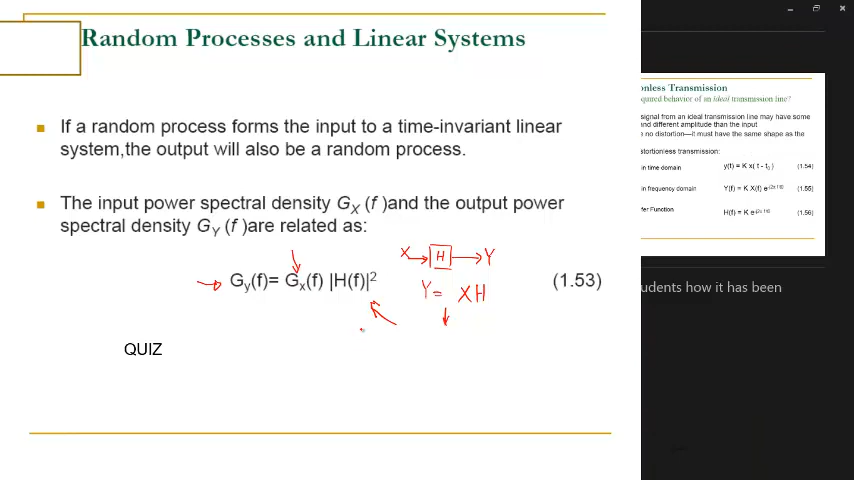 Random Processes and Linear Systems
If a random process forms the input to a time-invariant linear
system,the output will also be a random process.
The input power spectral density G_X (f )and the output power
spectral density G_Y (f )are related as:
X → H → Y
G_y(f)= G_x(f) |H(f)|² (1.53)
Y = XH
QUIZ
onless Transmission
quired behavior of an ideal transmission line?
signal from an ideal transmission line may have some
nd different amplitude than the input
e no distortion—it must have the same shape as the
stortionless transmission:
in time domain y(t) = K x( t - t₀ ) (1.54)
in frequency domain (1.55)
fer Function (1.56)
tudents how it has been